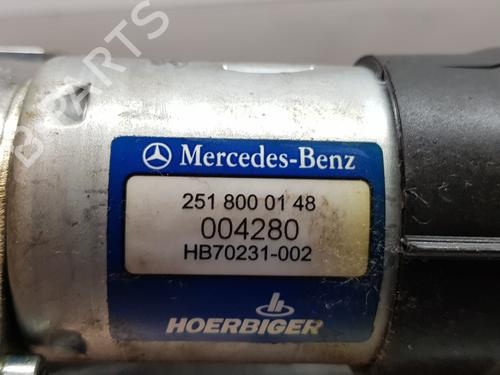 B PARTS
Mercedes-Benz
251 800 01 48
004280
HB70231-002
HOERBIGER